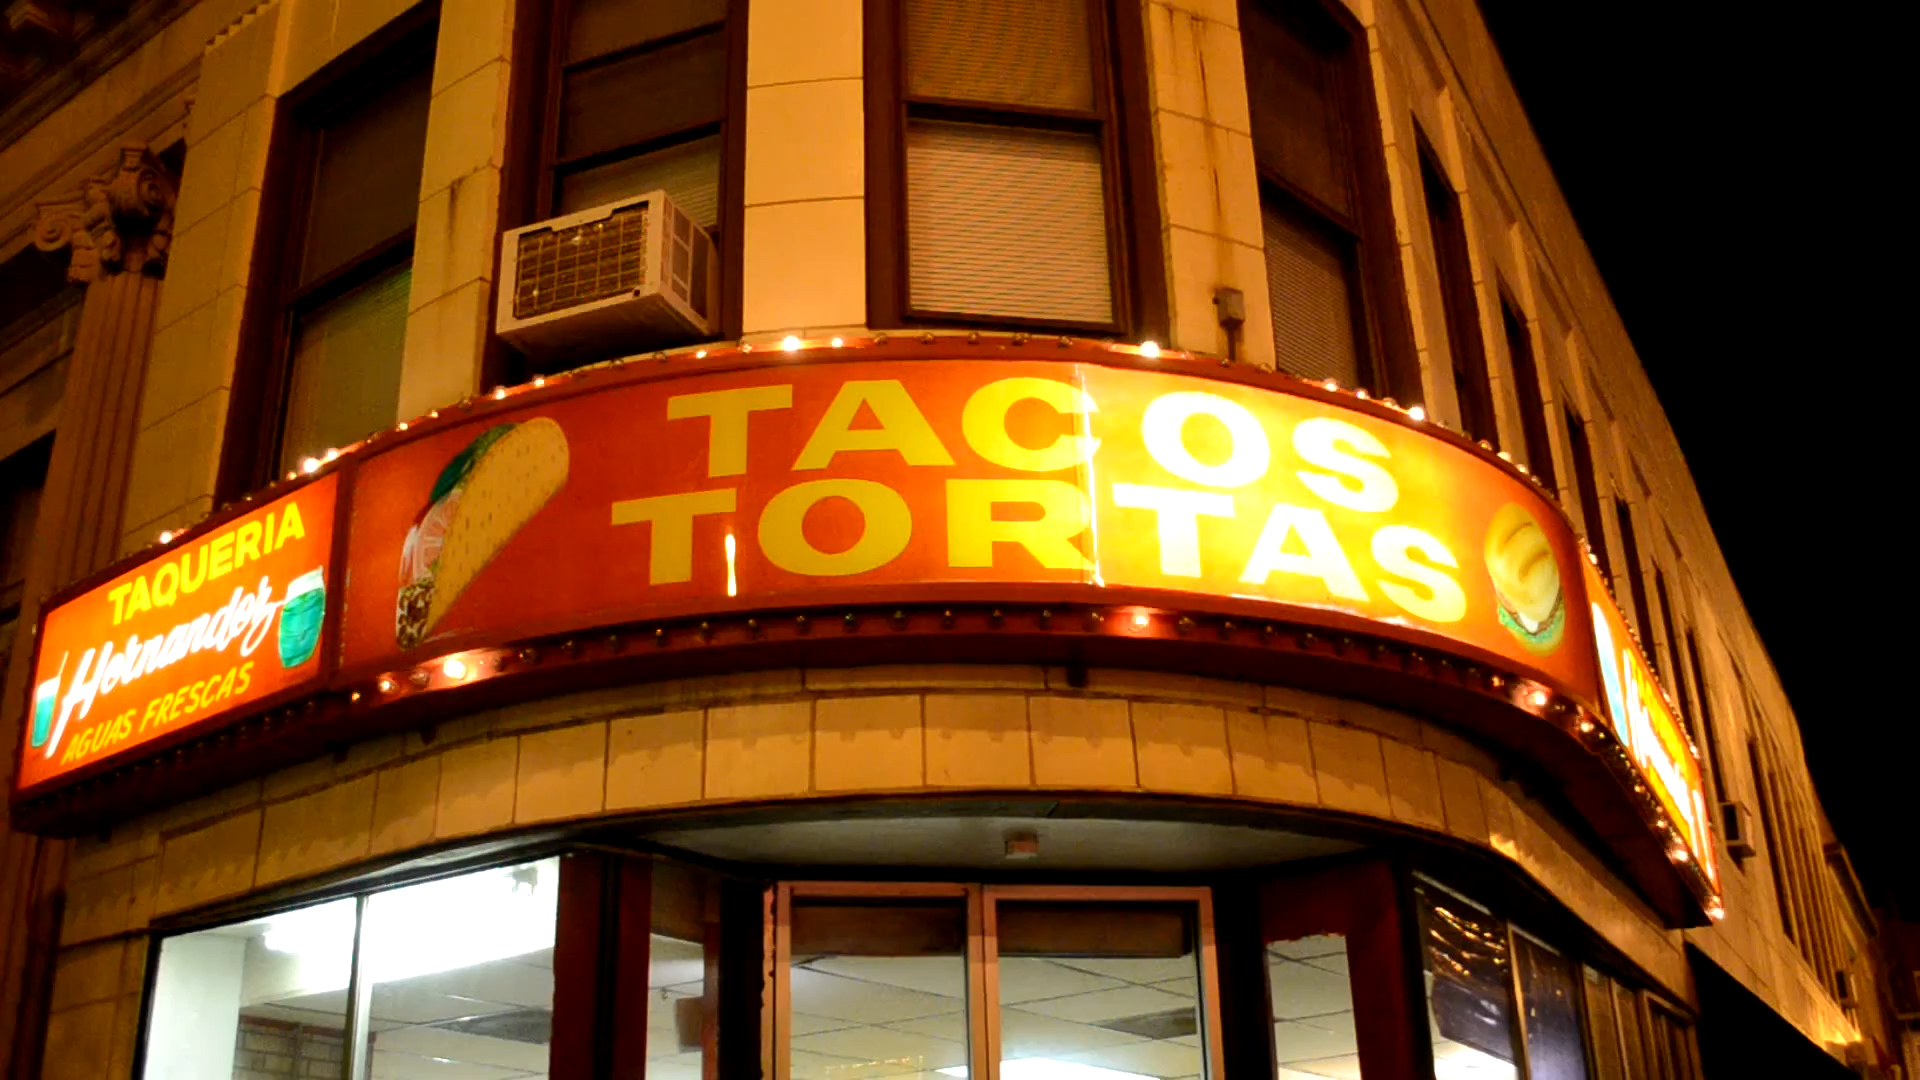 TAQUERIA
Hernandez
AGUAS FRESCAS
TACOS
TORTAS